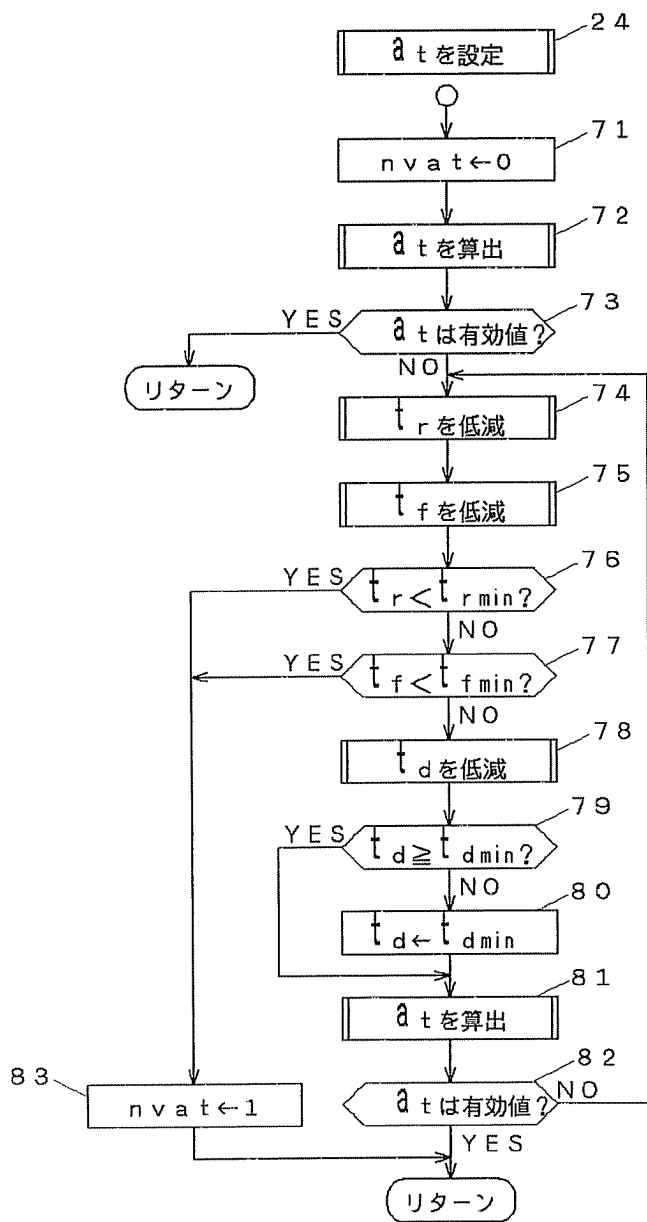 24
a t を設定
71
n v a t ← 0
72
a t を算出
73
YES
a t は有効値?
NO
リターン
74
t r を低減
75
t f を低減
76
YES
t r < t r min?
NO
77
YES
t f < t f min?
NO
78
t d を低減
79
YES
t d ≧ t d min?
NO
80
t d ← t d min
81
a t を算出
82
83
n v a t ← 1
a t は有効値?
NO
YES
リターン